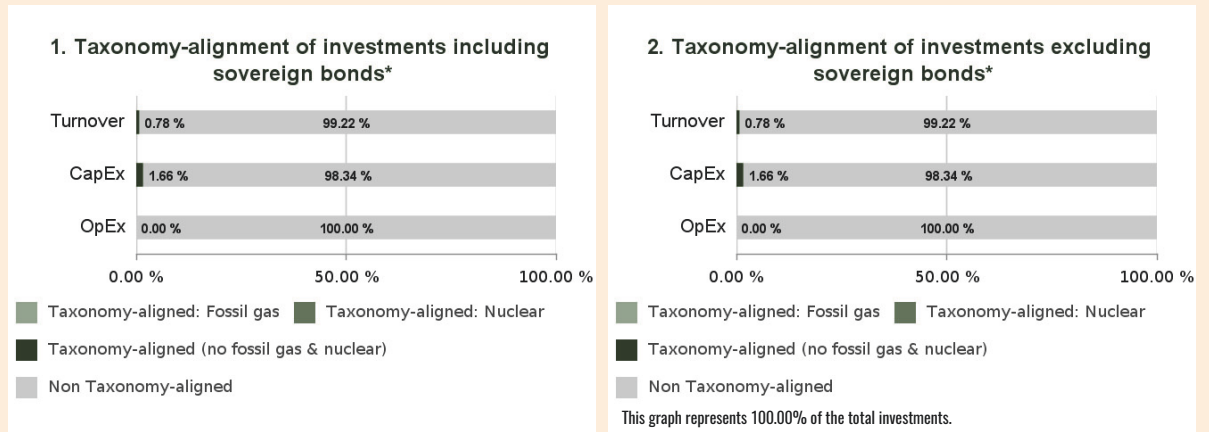 1. Taxonomy-alignment of investments including
sovereign bonds*
Turnover 0.78 % 99.22 %
CapEx 1.66 % 98.34 %
OpEx 0.00 % 100.00 %
0.00 % 50.00 % 100.00 %
Taxonomy-aligned: Fossil gas Taxonomy-aligned: Nuclear
Taxonomy-aligned (no fossil gas & nuclear)
Non Taxonomy-aligned
2. Taxonomy-alignment of investments excluding
sovereign bonds*
Turnover 0.78 % 99.22 %
CapEx 1.66 % 98.34 %
OpEx 0.00 % 100.00 %
0.00 % 50.00 % 100.00 %
Taxonomy-aligned: Fossil gas Taxonomy-aligned: Nuclear
Taxonomy-aligned (no fossil gas & nuclear)
Non Taxonomy-aligned
This graph represents 100.00% of the total investments.